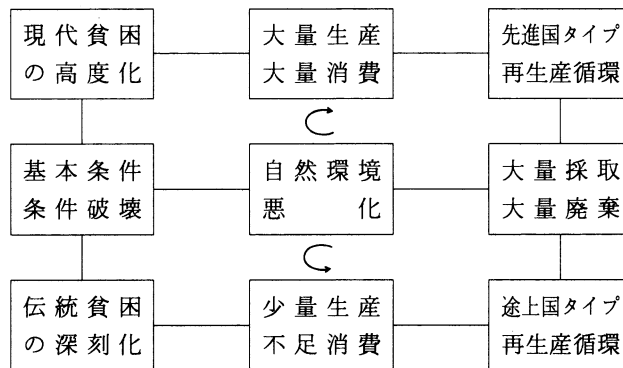 現代貧困
の高度化
大量生産
大量消費
先進国タイプ
再生産循環
基本条件
条件破壊
自然環境
悪化
大量採取
大量廃棄
伝統貧困
の深刻化
少量生産
不足消費
途上国タイプ
再生産循環